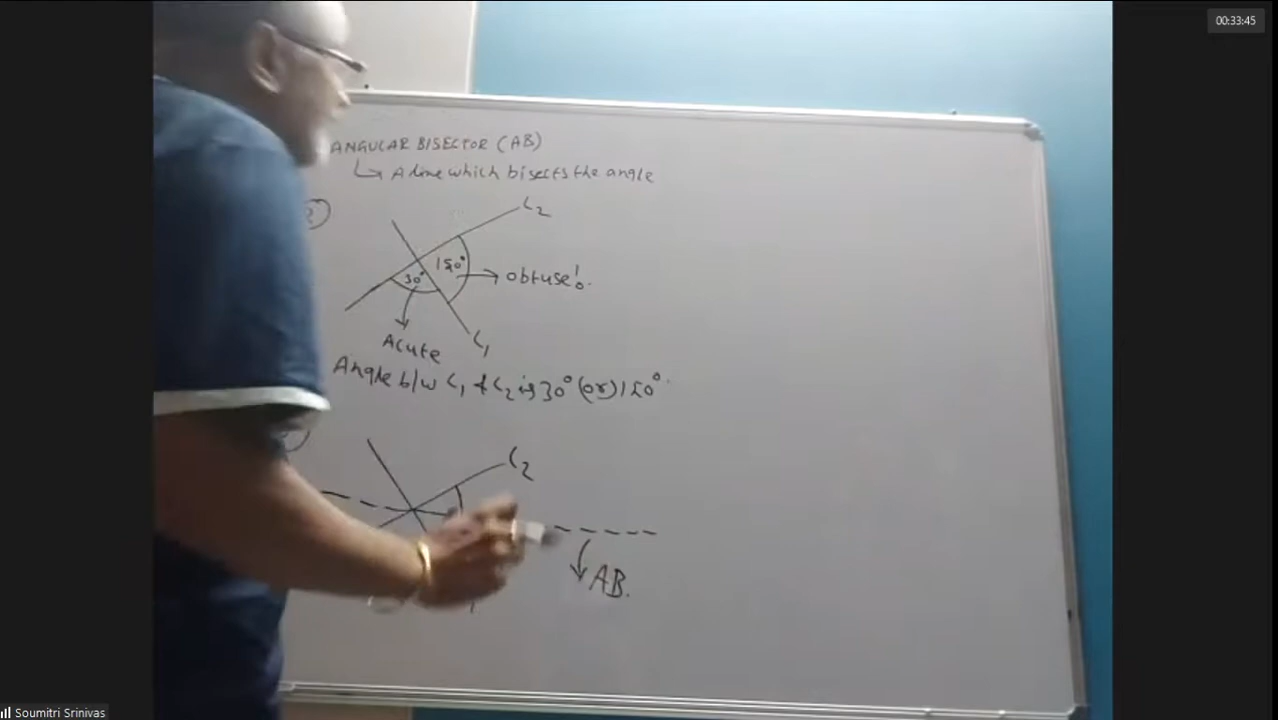 00:33:45
ANGULAR BISECTOR (AB)
A line which bisects the angle
L2
150°
30°
obtuse!
Acute
L1
Angle b/w L1 & L2 is 30° (or) 150°.
L2
AB.
Soumitri Srinivas